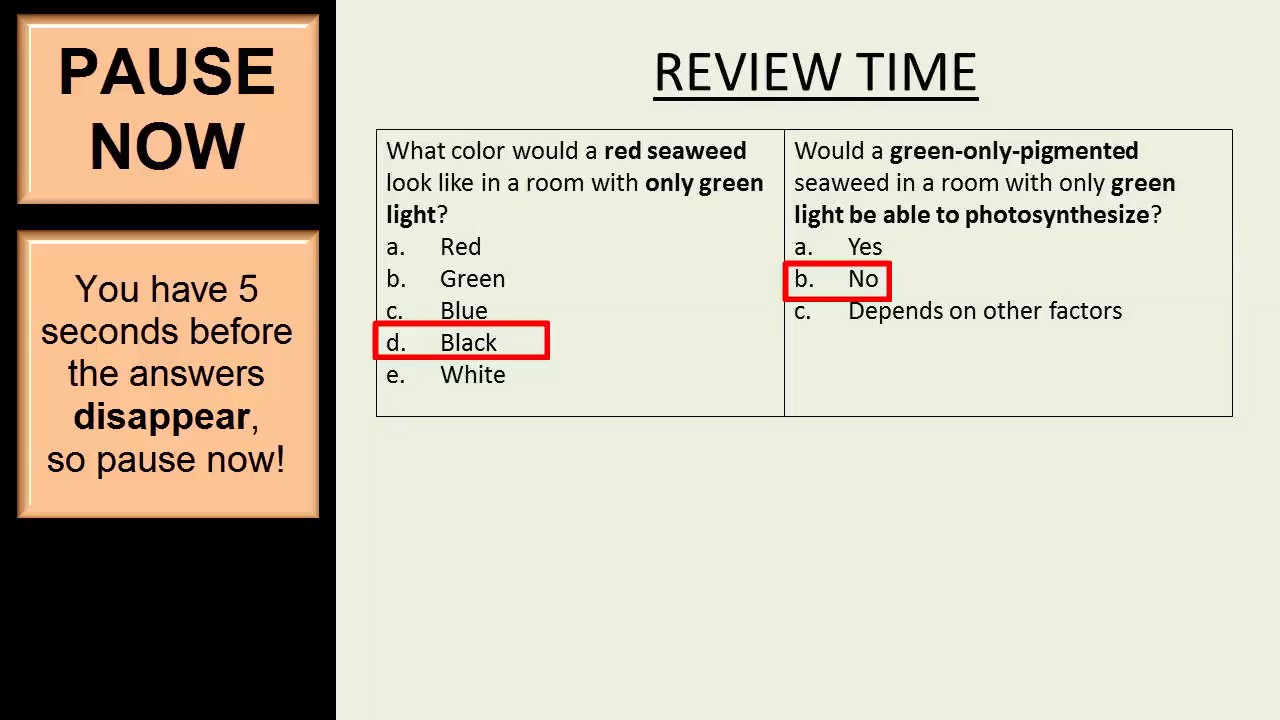 PAUSE
NOW
You have 5
seconds before
the answers
disappear,
so pause now!
REVIEW TIME
What color would a red seaweed
look like in a room with only green
light?
a. Red
b. Green
c. Blue
d. Black
e. White
Would a green-only-pigmented
seaweed in a room with only green
light be able to photosynthesize?
a. Yes
b. No
c. Depends on other factors